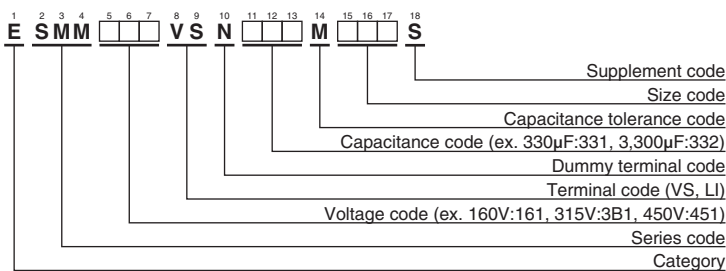 1 2 3 4 5 6 7 8 9 10 11 12 13 14 15 16 17 18
E SMM VS N M S
Supplement code
Size code
Capacitance tolerance code
Capacitance code (ex. 330μF:331, 3,300μF:332)
Dummy terminal code
Terminal code (VS, LI)
Voltage code (ex. 160V:161, 315V:3B1, 450V:451)
Series code
Category